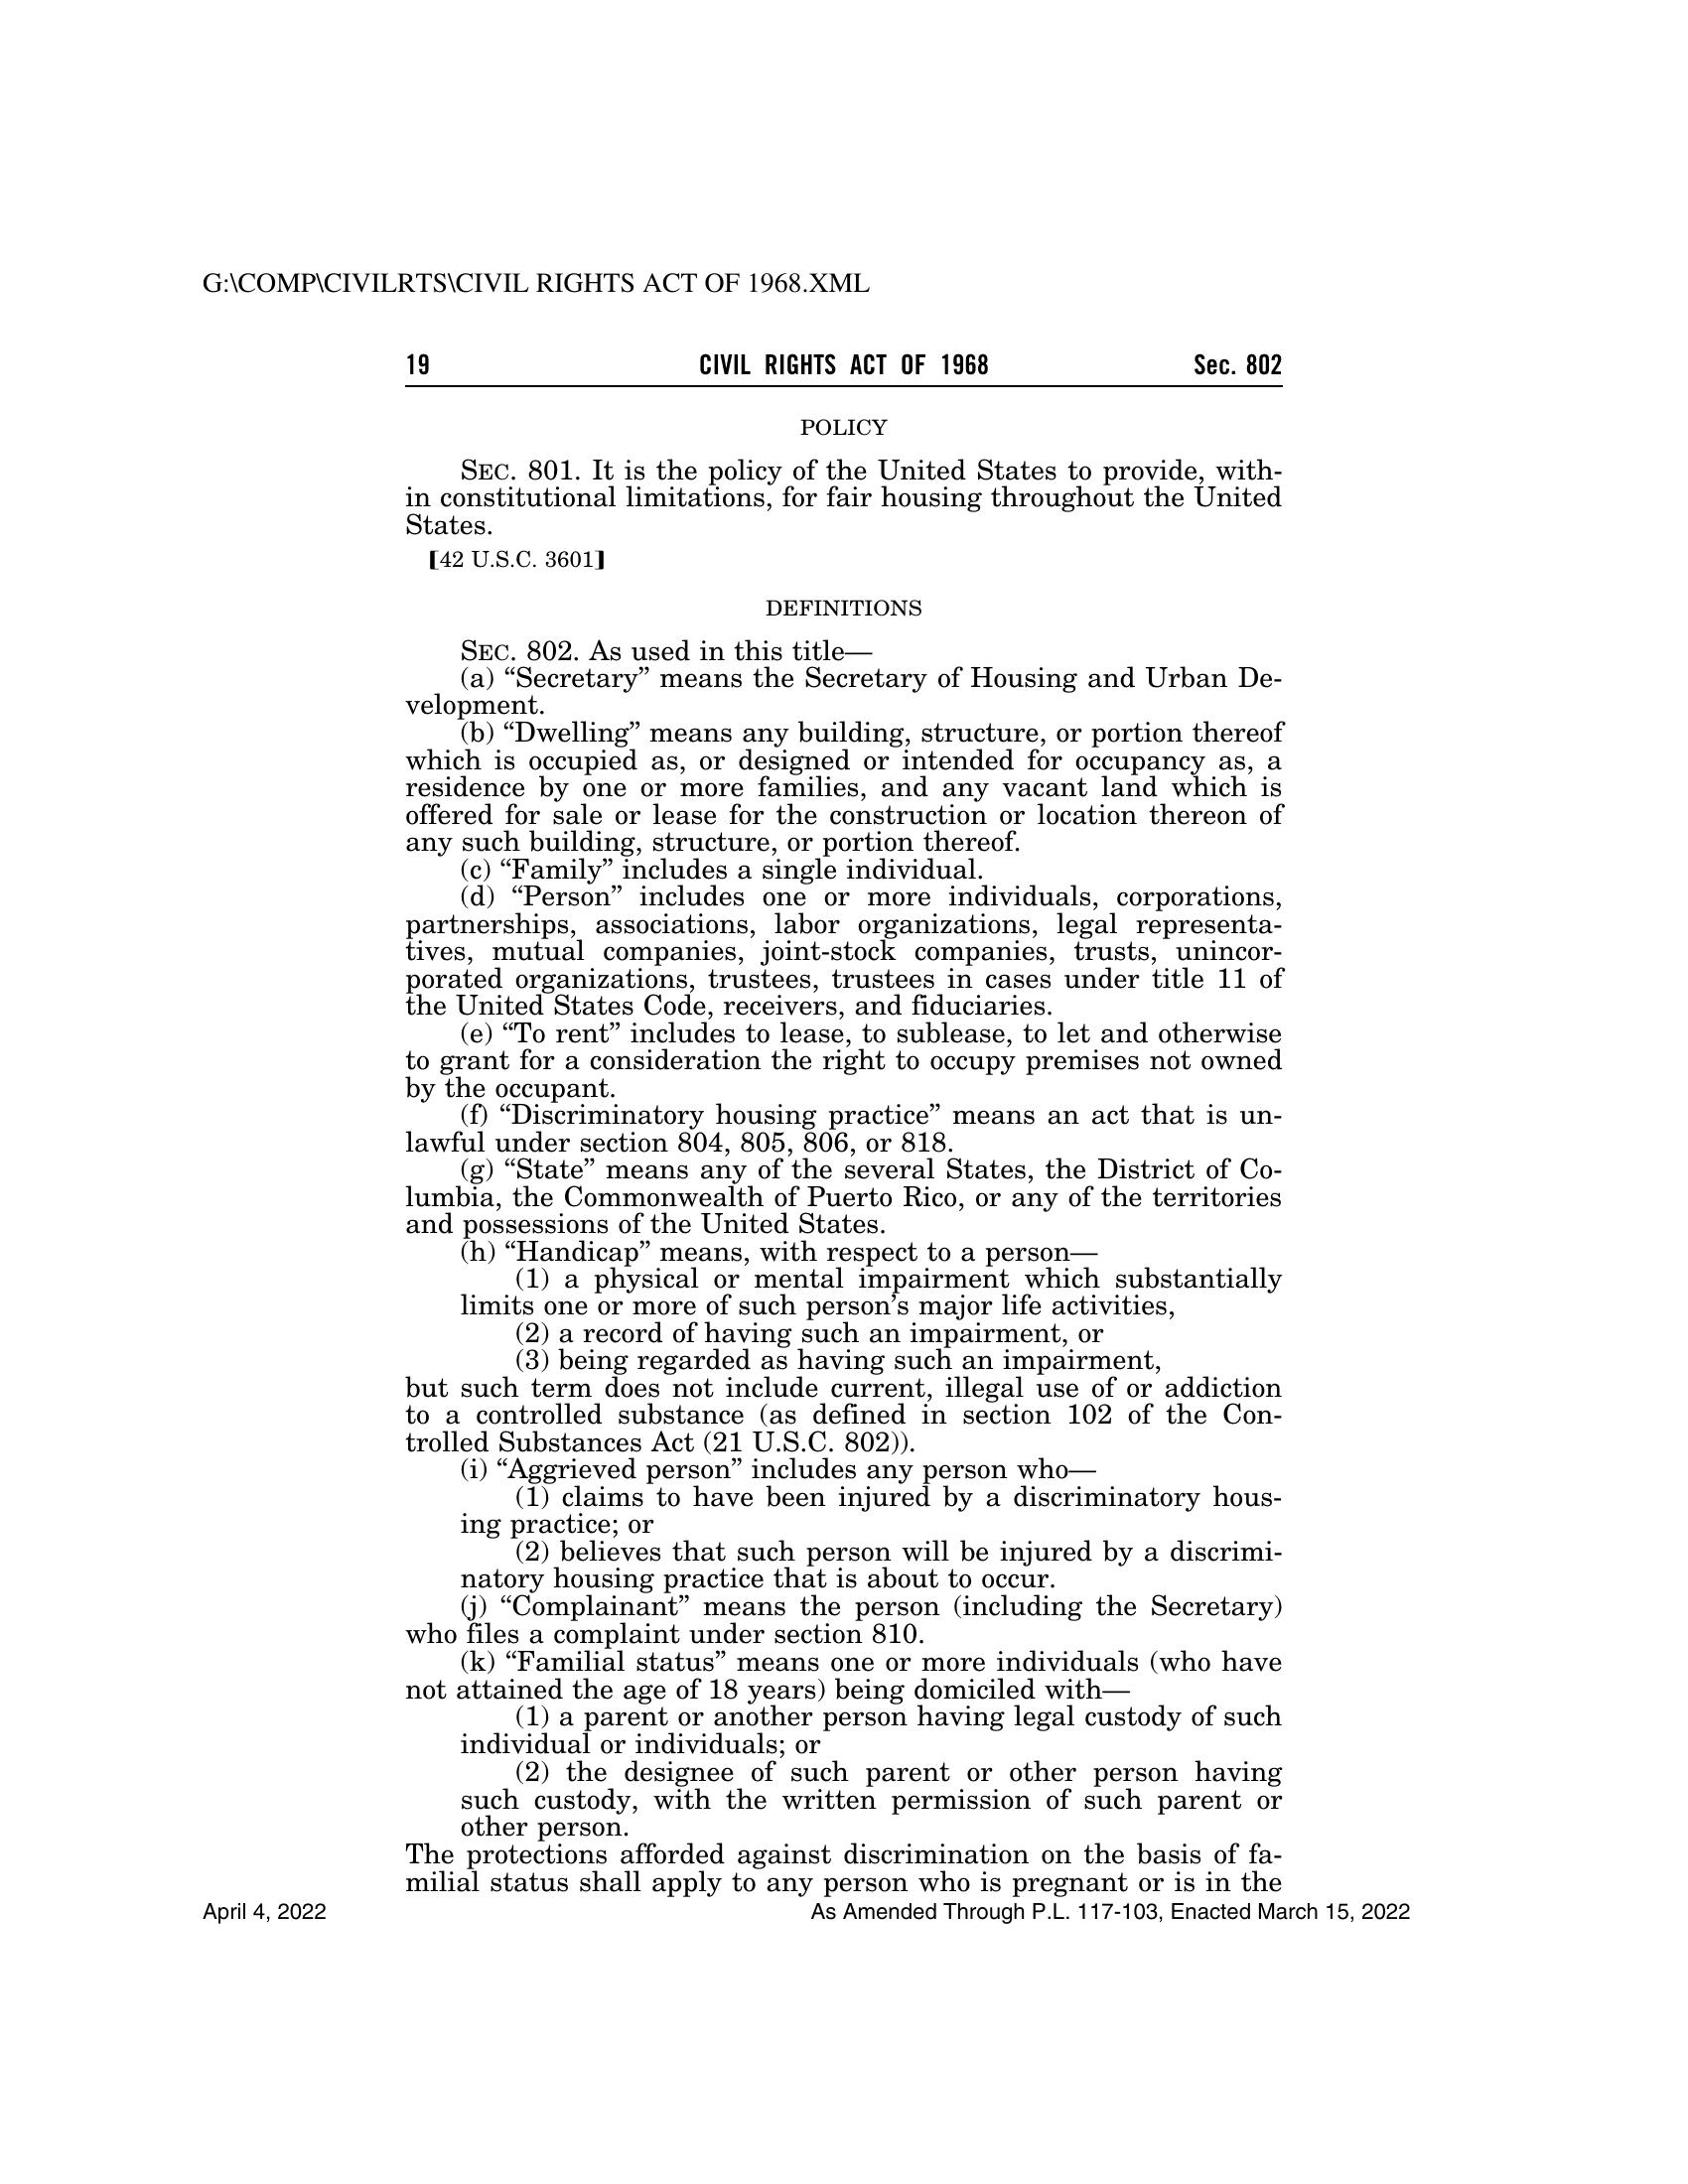 G:\COMP\CIVILRTS\CIVIL RIGHTS ACT OF 1968.XML
19 CIVIL RIGHTS ACT OF 1968 Sec. 802
POLICY
SEC. 801. It is the policy of the United States to provide, with-
in constitutional limitations, for fair housing throughout the United
States.
【42 U.S.C. 3601】
DEFINITIONS
SEC. 802. As used in this title—
(a) “Secretary” means the Secretary of Housing and Urban De-
velopment.
(b) “Dwelling” means any building, structure, or portion thereof
which is occupied as, or designed or intended for occupancy as, a
residence by one or more families, and any vacant land which is
offered for sale or lease for the construction or location thereon of
any such building, structure, or portion thereof.
(c) “Family” includes a single individual.
(d) “Person” includes one or more individuals, corporations,
partnerships, associations, labor organizations, legal representa-
tives, mutual companies, joint-stock companies, trusts, unincor-
porated organizations, trustees, trustees in cases under title 11 of
the United States Code, receivers, and fiduciaries.
(e) “To rent” includes to lease, to sublease, to let and otherwise
to grant for a consideration the right to occupy premises not owned
by the occupant.
(f) “Discriminatory housing practice” means an act that is un-
lawful under section 804, 805, 806, or 818.
(g) “State” means any of the several States, the District of Co-
lumbia, the Commonwealth of Puerto Rico, or any of the territories
and possessions of the United States.
(h) “Handicap” means, with respect to a person—
(1) a physical or mental impairment which substantially
limits one or more of such person’s major life activities,
(2) a record of having such an impairment, or
(3) being regarded as having such an impairment,
but such term does not include current, illegal use of or addiction
to a controlled substance (as defined in section 102 of the Con-
trolled Substances Act (21 U.S.C. 802)).
(i) “Aggrieved person” includes any person who—
(1) claims to have been injured by a discriminatory hous-
ing practice; or
(2) believes that such person will be injured by a discrimi-
natory housing practice that is about to occur.
(j) “Complainant” means the person (including the Secretary)
who files a complaint under section 810.
(k) “Familial status” means one or more individuals (who have
not attained the age of 18 years) being domiciled with—
(1) a parent or another person having legal custody of such
individual or individuals; or
(2) the designee of such parent or other person having
such custody, with the written permission of such parent or
other person.
The protections afforded against discrimination on the basis of fa-
milial status shall apply to any person who is pregnant or is in the
April 4, 2022 As Amended Through P.L. 117-103, Enacted March 15, 2022